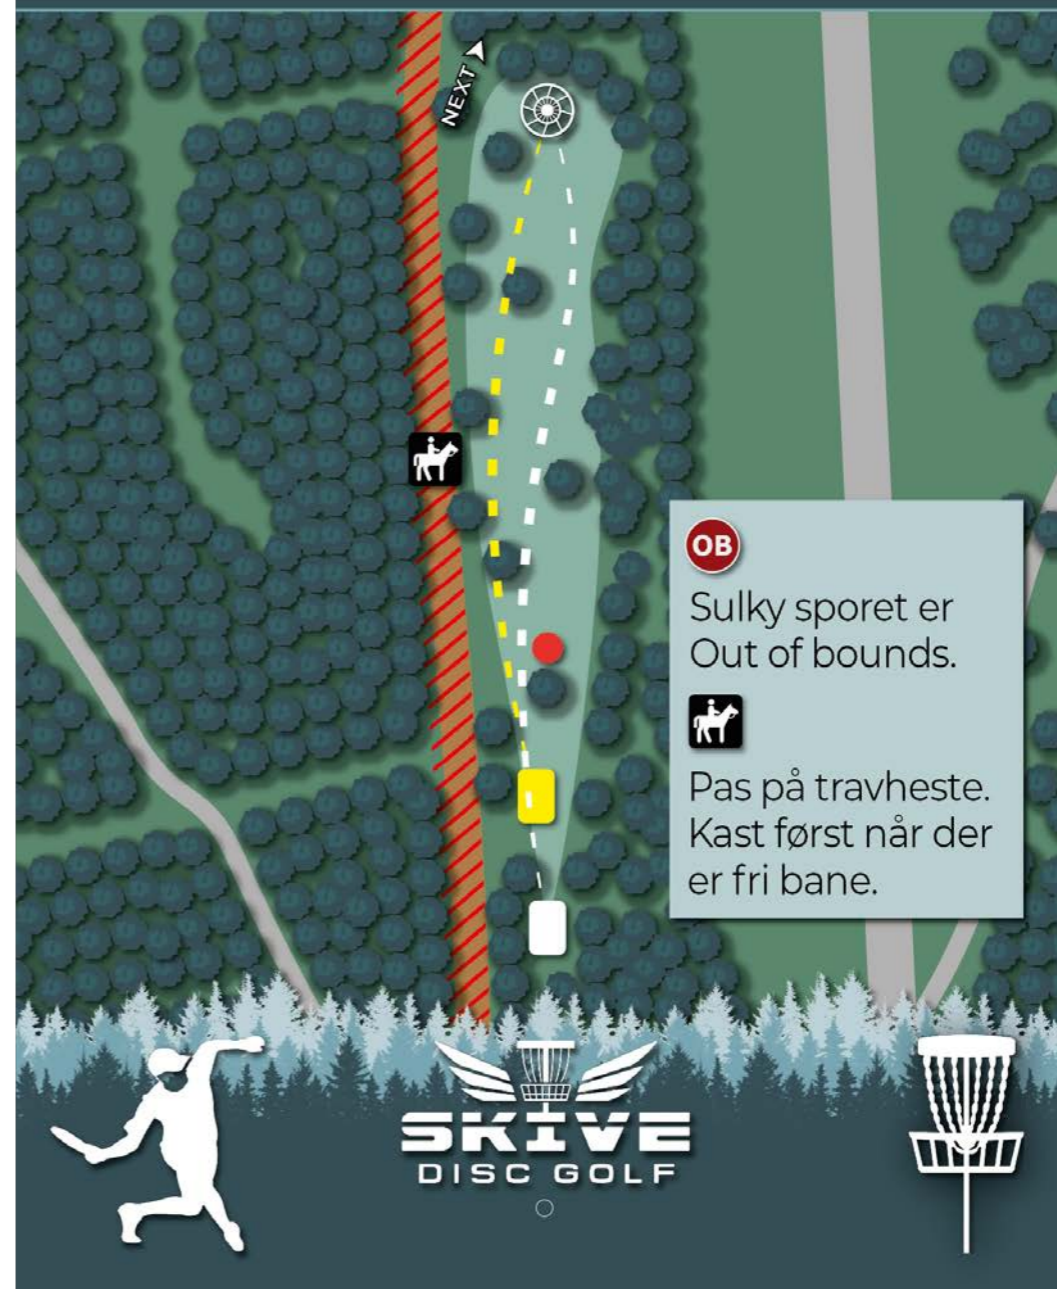 NEXT
OB
Sulky sporet er
Out of bounds.
Pas på travheste.
Kast først når der
er fri bane.
SKIVE
DISC GOLF